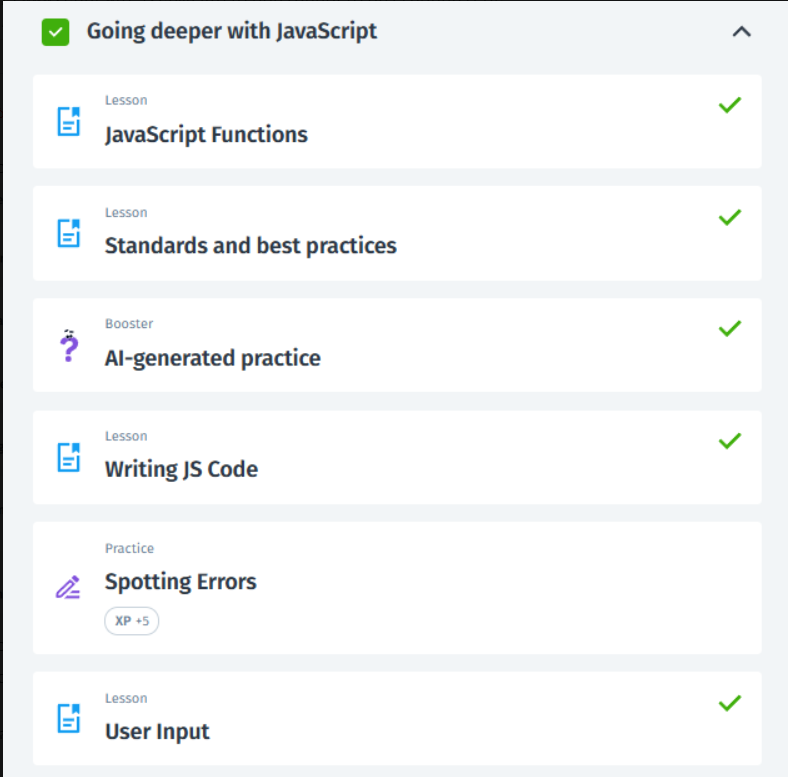 Going deeper with JavaScript
Lesson
JavaScript Functions
Lesson
Standards and best practices
Booster
AI-generated practice
Lesson
Writing JS Code
Practice
Spotting Errors
XP +5
Lesson
User Input